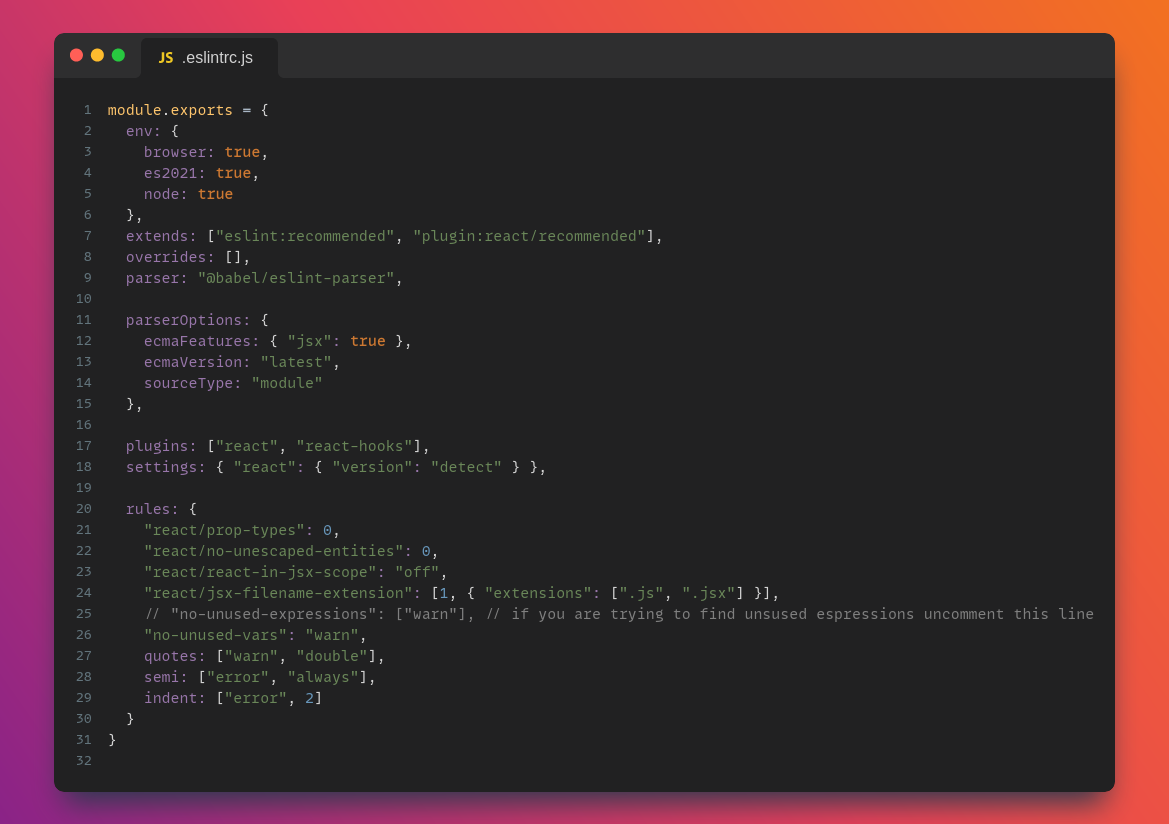 JS .eslintrc.js
1 module.exports = {
2   env: {
3     browser: true,
4     es2021: true,
5     node: true
6   },
7   extends: ["eslint:recommended", "plugin:react/recommended"],
8   overrides: [],
9   parser: "@babel/eslint-parser",
10
11   parserOptions: {
12     ecmaFeatures: { "jsx": true },
13     ecmaVersion: "latest",
14     sourceType: "module"
15   },
16
17   plugins: ["react", "react-hooks"],
18   settings: { "react": { "version": "detect" } },
19
20   rules: {
21     "react/prop-types": 0,
22     "react/no-unescaped-entities": 0,
23     "react/react-in-jsx-scope": "off",
24     "react/jsx-filename-extension": [1, { "extensions": [".js", ".jsx"] }],
25     // "no-unused-expressions": ["warn"], // if you are trying to find unsused espressions uncomment this line
26     "no-unused-vars": "warn",
27     quotes: ["warn", "double"],
28     semi: ["error", "always"],
29     indent: ["error", 2]
30   }
31 }
32